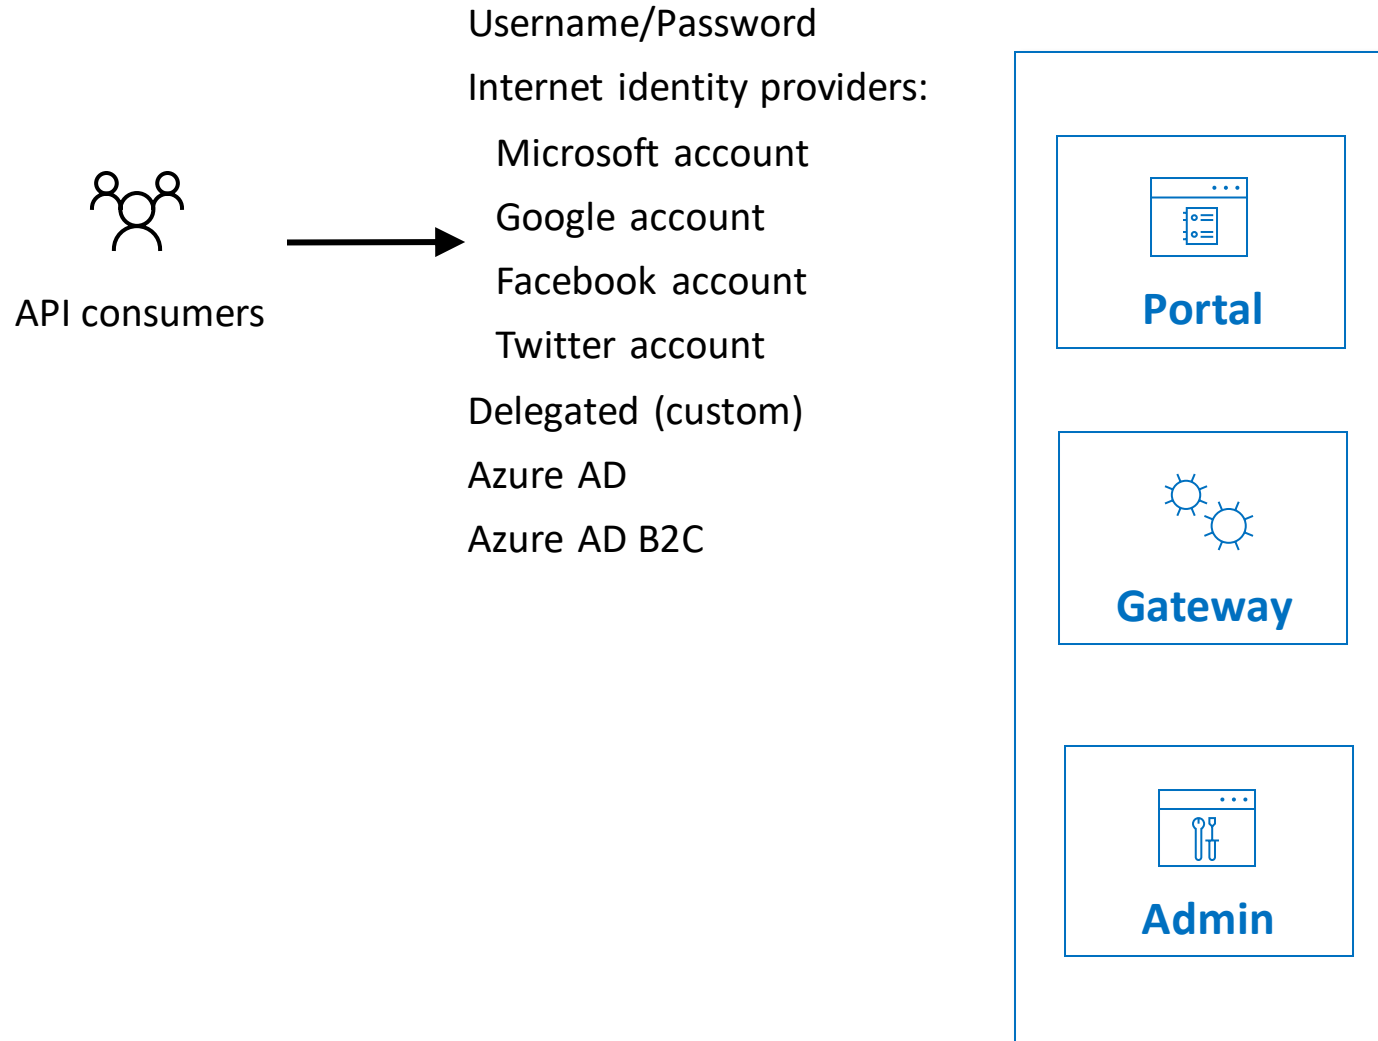 Username/Password
Internet identity providers:
Microsoft account
Google account
Facebook account
Twitter account
Delegated (custom)
Azure AD
Azure AD B2C
API consumers
Portal
Gateway
Admin